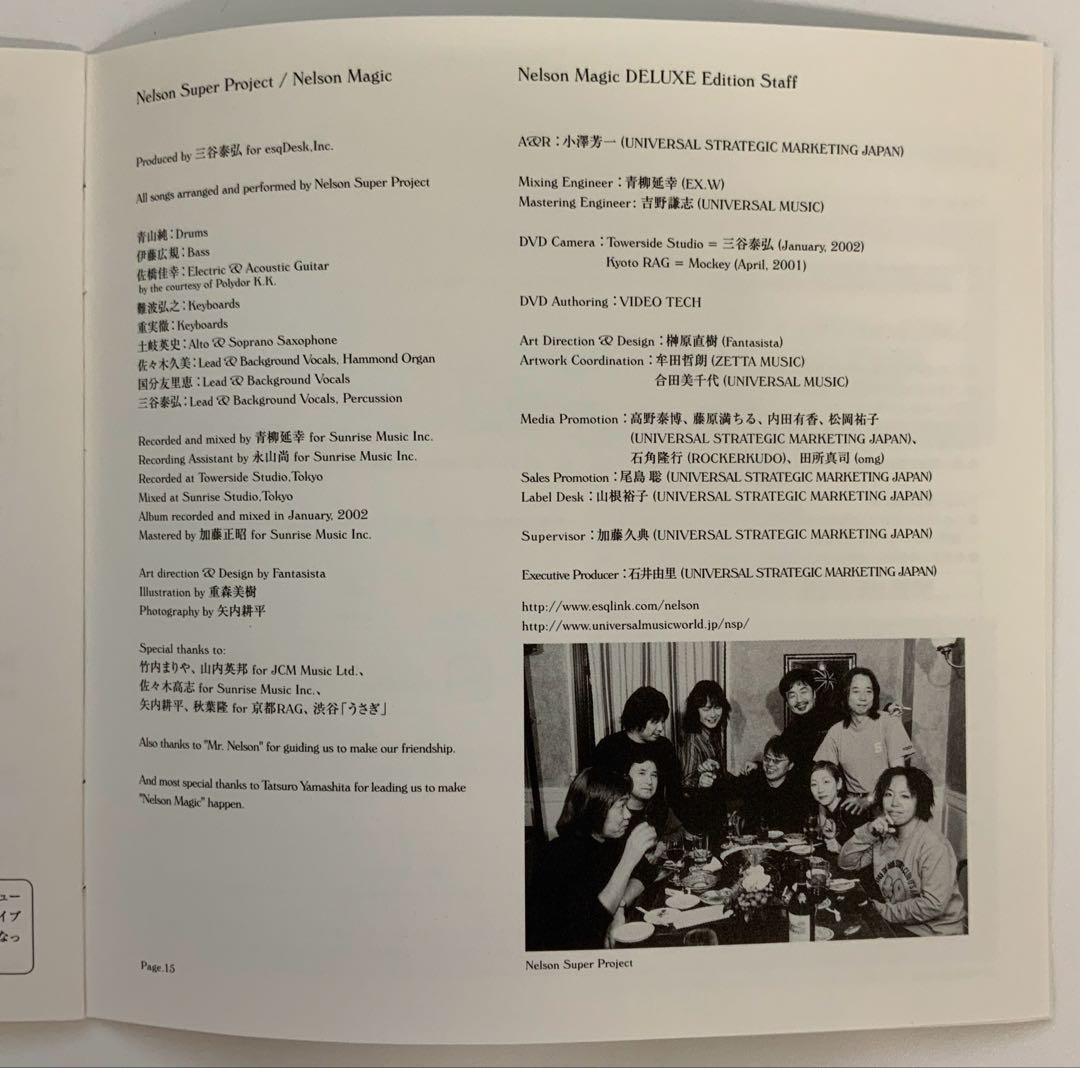 Nelson Super Project / Nelson Magic
Produced by 三谷泰弘 for esqDesk,Inc.
All songs arranged and performed by Nelson Super Project
青山純：Drums
伊藤広規：Bass
佐橋佳幸：Electric & Acoustic Guitar
by the courtesy of Polydor K.K.
難波弘之：Keyboards
重実徹：Keyboards
土岐英史：Alto & Soprano Saxophone
佐々木久美：Lead & Background Vocals, Hammond Organ
国分友里恵：Lead & Background Vocals
三谷泰弘：Lead & Background Vocals, Percussion
Recorded and mixed by 青柳延幸 for Sunrise Music Inc.
Recording Assistant by 永山尚 for Sunrise Music Inc.
Recorded at Towerside Studio,Tokyo
Mixed at Sunrise Studio,Tokyo
Album recorded and mixed in January, 2002
Mastered by 加藤正昭 for Sunrise Music Inc.
Art direction & Design by Fantasista
Illustration by 重森美樹
Photography by 矢内耕平
Special thanks to:
竹内まりや、山内英邦 for JCM Music Ltd.、
佐々木高志 for Sunrise Music Inc.、
矢内耕平、秋葉隆 for 京都RAG、渋谷「うさぎ」
Also thanks to "Mr. Nelson" for guiding us to make our friendship.
And most special thanks to Tatsuro Yamashita for leading us to make
"Nelson Magic" happen.
Page.15
Nelson Magic DELUXE Edition Staff
A&R：小澤芳一 (UNIVERSAL STRATEGIC MARKETING JAPAN)
Mixing Engineer：青柳延幸 (EX.W)
Mastering Engineer：吉野謙志 (UNIVERSAL MUSIC)
DVD Camera：Towerside Studio = 三谷泰弘 (January, 2002)
Kyoto RAG = Mockey (April, 2001)
DVD Authoring：VIDEO TECH
Art Direction & Design：榊原直樹 (Fantasista)
Artwork Coordination：牟田哲朗 (ZETTA MUSIC)
合田美千代 (UNIVERSAL MUSIC)
Media Promotion：高野泰博、藤原満ちる、内田有香、松岡祐子
(UNIVERSAL STRATEGIC MARKETING JAPAN)、
石角隆行 (ROCKERKUDO)、田所真司 (omg)
Sales Promotion：尾島 聡 (UNIVERSAL STRATEGIC MARKETING JAPAN)
Label Desk：山根裕子 (UNIVERSAL STRATEGIC MARKETING JAPAN)
Supervisor：加藤久典 (UNIVERSAL STRATEGIC MARKETING JAPAN)
Executive Producer：石井由里 (UNIVERSAL STRATEGIC MARKETING JAPAN)
http://www.esqlink.com/nelson
http://www.universalmusicworld.jp/nsp/
Nelson Super Project
ュー
イブ
なっ